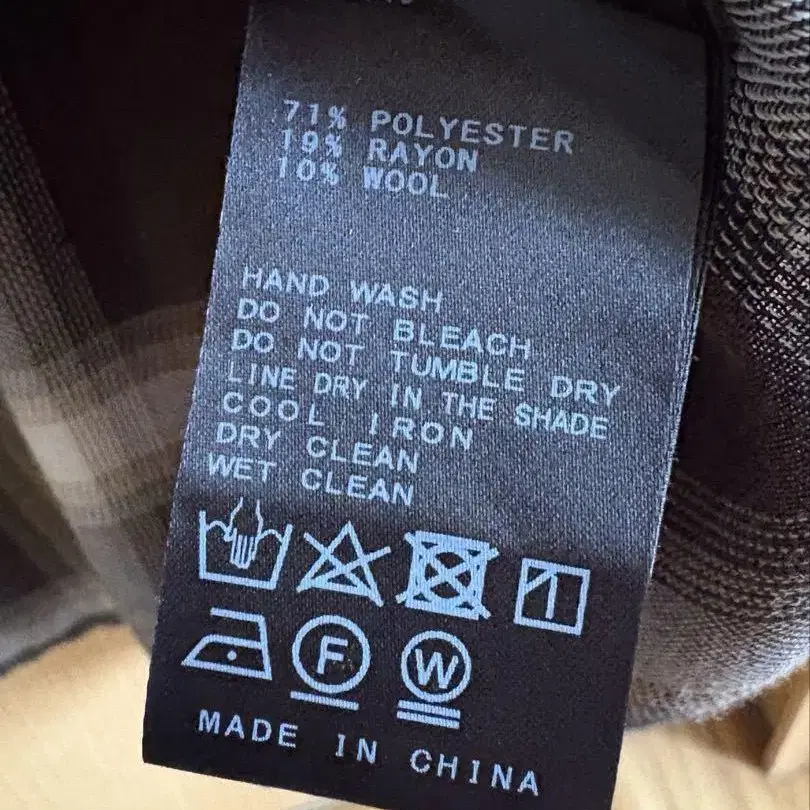 71% POLYESTER
19% RAYON
10% WOOL
HAND WASH
DO NOT BLEACH
DO NOT TUMBLE DRY
LINE DRY IN THE SHADE
COOL IRON
DRY CLEAN
WET CLEAN
F W
MADE IN CHINA